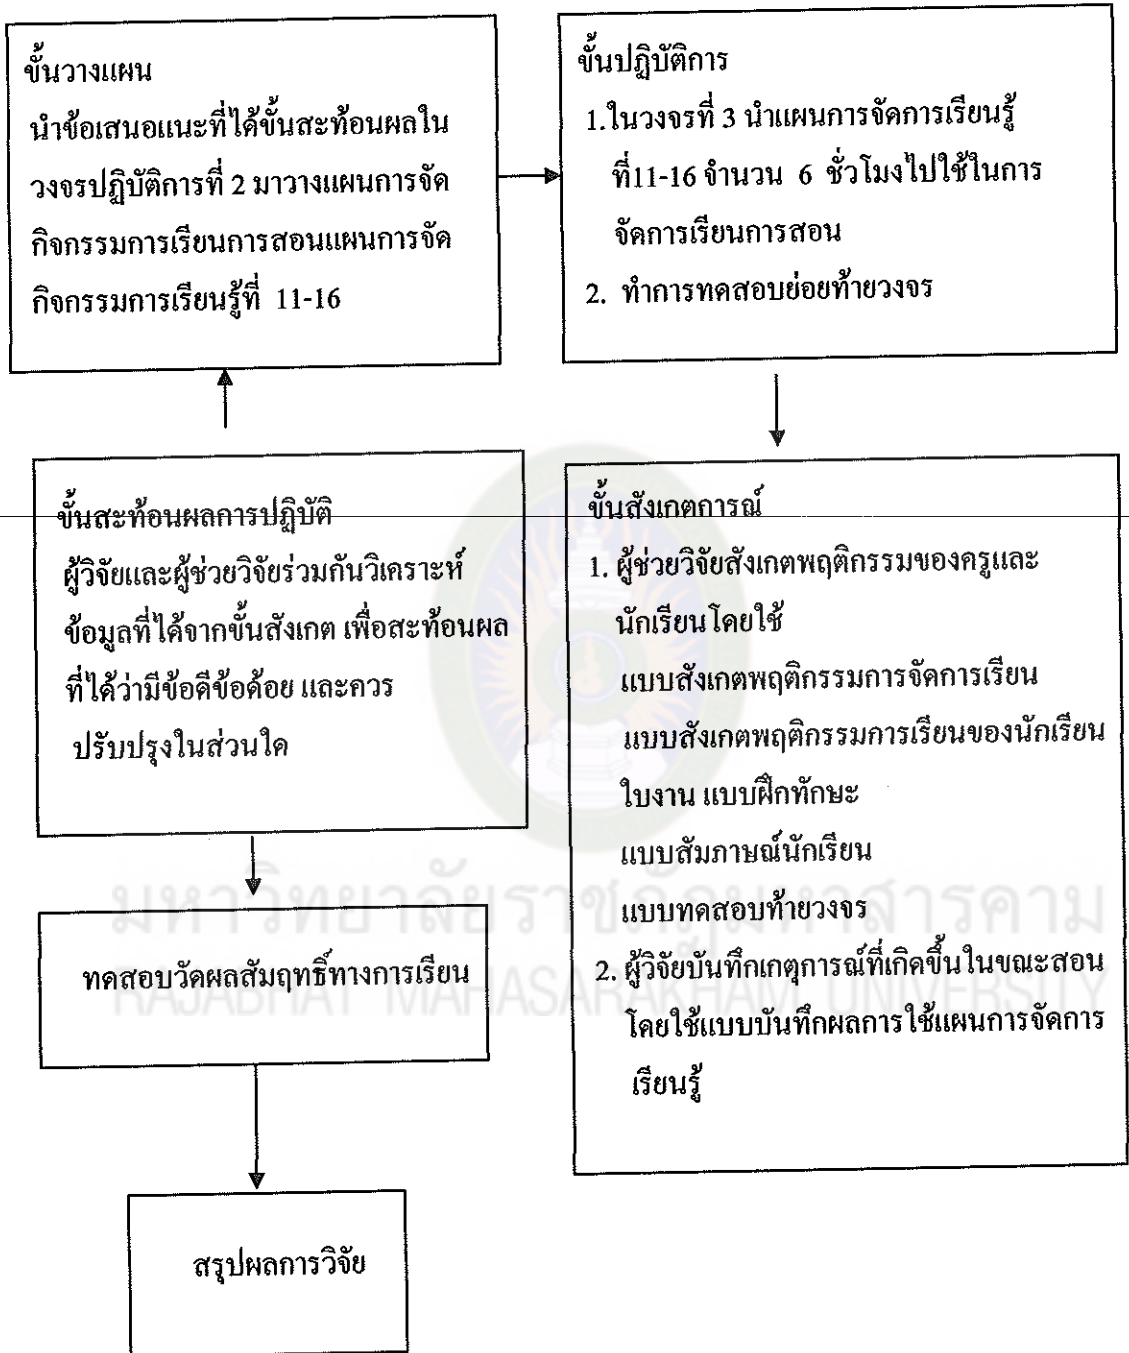 ขั้นวางแผน
นำข้อเสนอแนะที่ได้ขั้นสะท้อนผลใน
วงจรปฏิบัติการที่ 2 มาวางแผนการจัด
กิจกรรมการเรียนการสอนแผนการจัด
กิจกรรมการเรียนรู้ที่ 11-16
ขั้นปฏิบัติการ
1.ในวงจรที่ 3 นำแผนการจัดการเรียนรู้
ที่11-16 จำนวน 6 ชั่วโมงไปใช้ในการ
จัดการเรียนการสอน
2. ทำการทดสอบย่อยท้ายวงจร
ขั้นสะท้อนผลการปฏิบัติ
ผู้วิจัยและผู้ช่วยวิจัยร่วมกันวิเคราะห์
ข้อมูลที่ได้จากขั้นสังเกต เพื่อสะท้อนผล
ที่ได้ว่ามีข้อดีข้อด้อย และควร
ปรับปรุงในส่วนใด
ขั้นสังเกตการณ์
1. ผู้ช่วยวิจัยสังเกตพฤติกรรมของครูและ
นักเรียนโดยใช้
แบบสังเกตพฤติกรรมการจัดการเรียน
แบบสังเกตพฤติกรรมการเรียนของนักเรียน
ใบงาน แบบฝึกทักษะ
แบบสัมภาษณ์นักเรียน
แบบทดสอบท้ายวงจร
2. ผู้วิจัยบันทึกเกตุการณ์ที่เกิดขึ้นในขณะสอน
โดยใช้แบบบันทึกผลการใช้แผนการจัดการ
เรียนรู้
ทดสอบวัดผลสัมฤทธิ์ทางการเรียน
สรุปผลการวิจัย
มหาวิทยาลัยราชภัฏมหาสารคาม
RAJABHAT MAHASARAKHAM UNIVERSITY